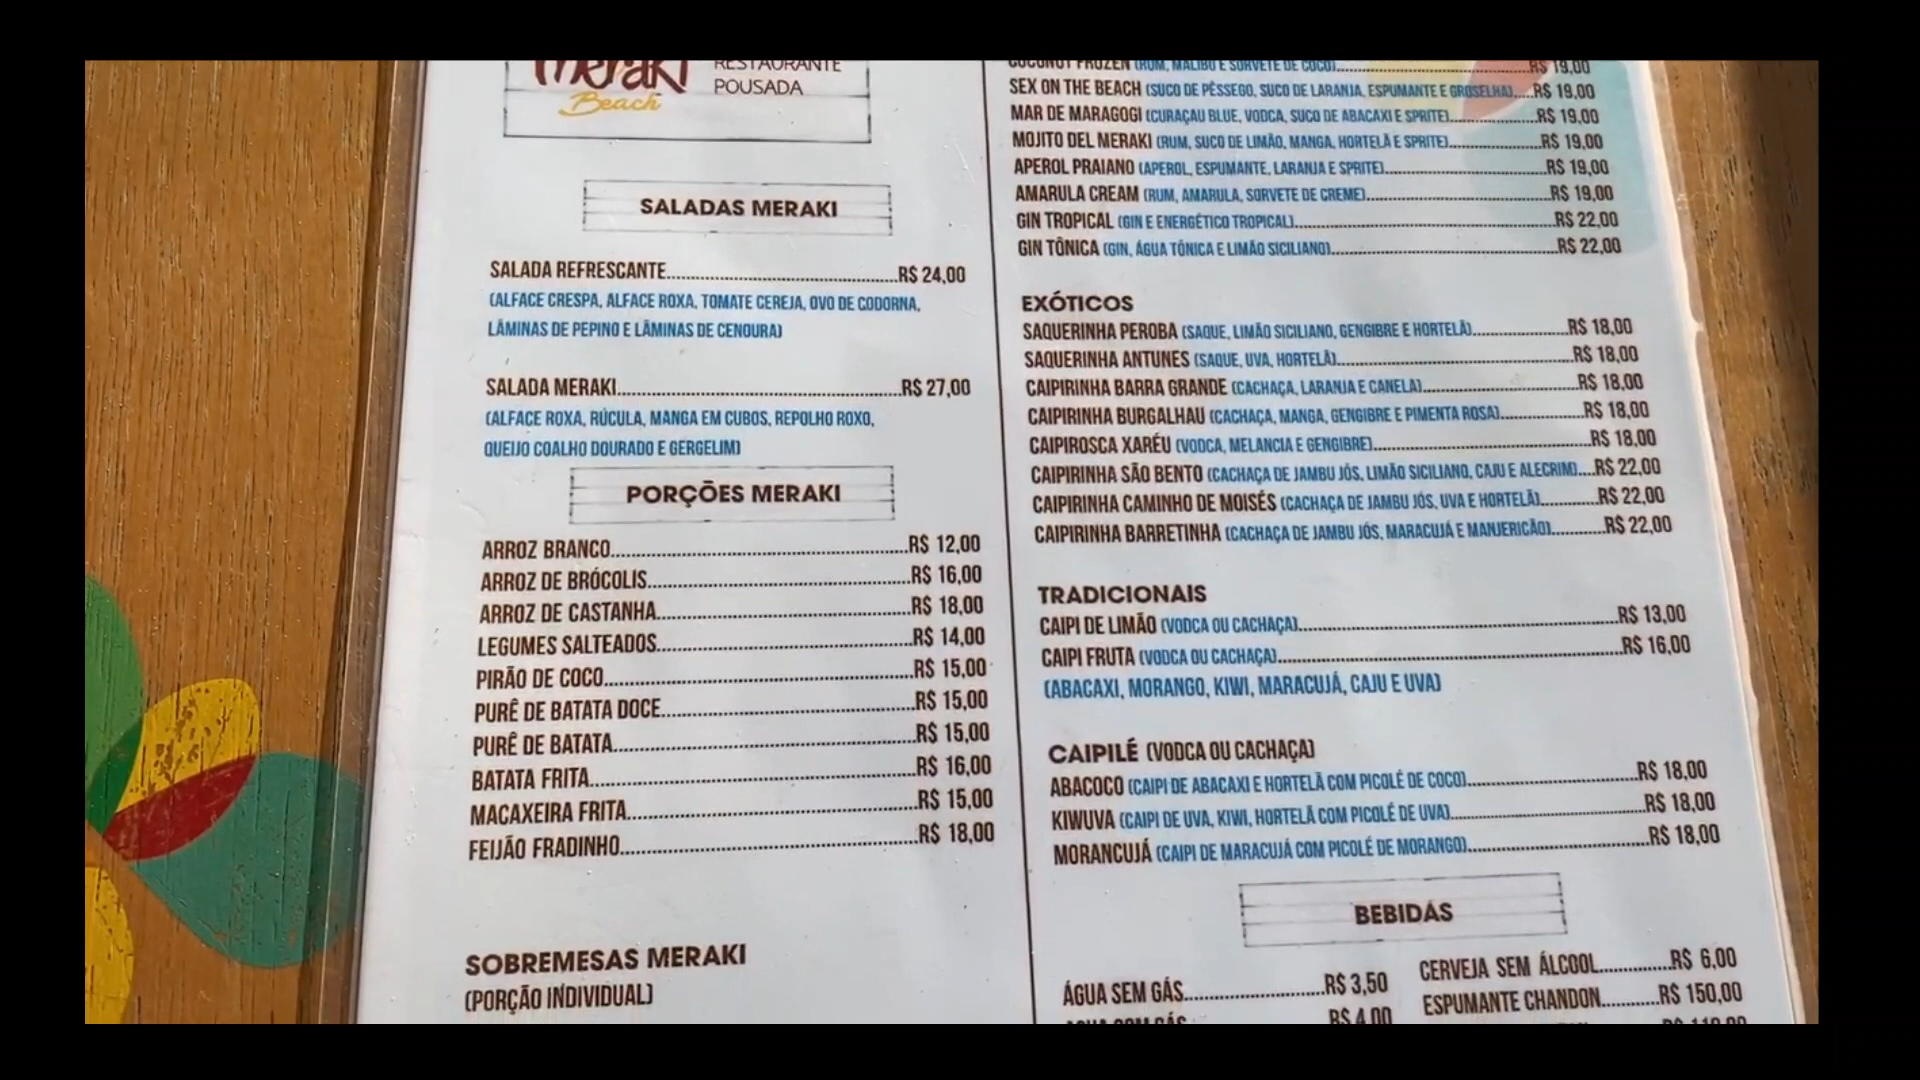 Meraki
Beach
RESTAURANTE
POUSADA
SALADAS MERAKI
SALADA REFRESCANTE....................R$ 24,00
(ALFACE CRESPA, ALFACE ROXA, TOMATE CEREJA, OVO DE CODORNA,
LÂMINAS DE PEPINO E LÂMINAS DE CENOURA)
SALADA MERAKI....................R$ 27,00
(ALFACE ROXA, RÚCULA, MANGA EM CUBOS, REPOLHO ROXO,
QUEIJO COALHO DOURADO E GERGELIM)
PORÇÕES MERAKI
ARROZ BRANCO....................R$ 12,00
ARROZ DE BRÓCOLIS....................R$ 16,00
ARROZ DE CASTANHA....................R$ 18,00
LEGUMES SALTEADOS....................R$ 14,00
PIRÃO DE COCO....................R$ 15,00
PURÊ DE BATATA DOCE....................R$ 15,00
PURÊ DE BATATA....................R$ 15,00
BATATA FRITA....................R$ 16,00
MACAXEIRA FRITA....................R$ 15,00
FEIJÃO FRADINHO....................R$ 18,00
SOBREMESAS MERAKI
(PORÇÃO INDIVIDUAL)
COCONUT FROZEN (RUM, MALIBU E SORVETE DE COCO)....................R$ 19,00
SEX ON THE BEACH (SUCO DE PÊSSEGO, SUCO DE LARANJA, ESPUMANTE E GROSELHA).....R$ 19,00
MAR DE MARAGOGI (CURAÇAU BLUE, VODCA, SUCO DE ABACAXI E SPRITE)....................R$ 19,00
MOJITO DEL MERAKI (RUM, SUCO DE LIMÃO, MANGA, HORTELÃ E SPRITE)....................R$ 19,00
APEROL PRAIANO (APEROL, ESPUMANTE, LARANJA E SPRITE)....................R$ 19,00
AMARULA CREAM (RUM, AMARULA, SORVETE DE CREME)....................R$ 19,00
GIN TROPICAL (GIN E ENERGÉTICO TROPICAL)....................R$ 22,00
GIN TÔNICA (GIN, ÁGUA TÔNICA E LIMÃO SICILIANO)....................R$ 22,00
EXÓTICOS
SAQUERINHA PEROBA (SAQUE, LIMÃO SICILIANO, GENGIBRE E HORTELÃ)....................R$ 18,00
SAQUERINHA ANTUNES (SAQUE, UVA, HORTELÃ)....................R$ 18,00
CAIPIRINHA BARRA GRANDE (CACHAÇA, LARANJA E CANELA)....................R$ 18,00
CAIPIRINHA BURGALHAU (CACHAÇA, MANGA, GENGIBRE E PIMENTA ROSA)....................R$ 18,00
CAIPIROSCA XARÉU (VODCA, MELANCIA E GENGIBRE)....................R$ 18,00
CAIPIRINHA SÃO BENTO (CACHAÇA DE JAMBU JÓS, LIMÃO SICILIANO, CAJU E ALECRIM)....R$ 22,00
CAIPIRINHA CAMINHO DE MOISÉS (CACHAÇA DE JAMBU JÓS, UVA E HORTELÃ)...............R$ 22,00
CAIPIRINHA BARRETINHA (CACHAÇA DE JAMBU JÓS, MARACUJÁ E MANJERICÃO)...............R$ 22,00
TRADICIONAIS
CAIPI DE LIMÃO (VODCA OU CACHAÇA)....................R$ 13,00
CAIPI FRUTA (VODCA OU CACHAÇA)....................R$ 16,00
(ABACAXI, MORANGO, KIWI, MARACUJÁ, CAJU E UVA)
CAIPILÉ (VODCA OU CACHAÇA)
ABACOCO (CAIPI DE ABACAXI E HORTELÃ COM PICOLÉ DE COCO)....................R$ 18,00
KIWUVA (CAIPI DE UVA, KIWI, HORTELÃ COM PICOLÉ DE UVA)....................R$ 18,00
MORANCUJÁ (CAIPI DE MARACUJÁ COM PICOLÉ DE MORANGO)....................R$ 18,00
BEBIDAS
ÁGUA SEM GÁS....................R$ 3,50
ÁGUA COM GÁS R$ 4,00
CERVEJA SEM ÁLCOOL.............R$ 6,00
ESPUMANTE CHANDON..........R$ 150,00